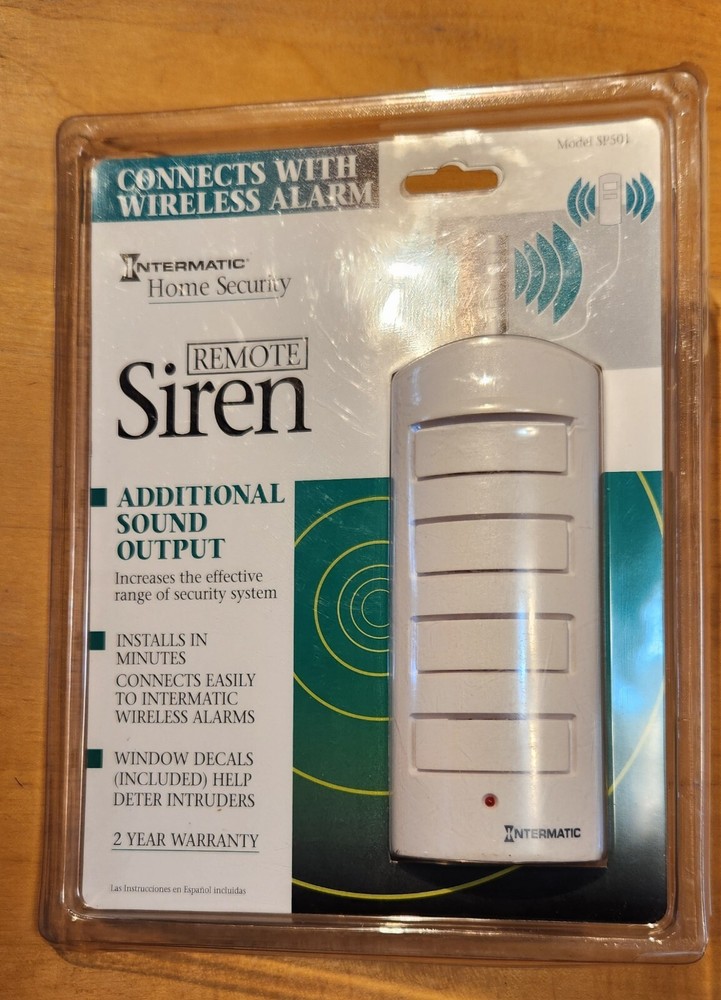 Model SP501
CONNECTS WITH
WIRELESS ALARM
INTERMATIC®
Home Security
REMOTE
Siren
ADDITIONAL
SOUND
OUTPUT
Increases the effective
range of security system
INSTALLS IN
MINUTES
CONNECTS EASILY
TO INTERMATIC
WIRELESS ALARMS
WINDOW DECALS
(INCLUDED) HELP
DETER INTRUDERS
2 YEAR WARRANTY
Las Instrucciones en Español incluidas
INTERMATIC